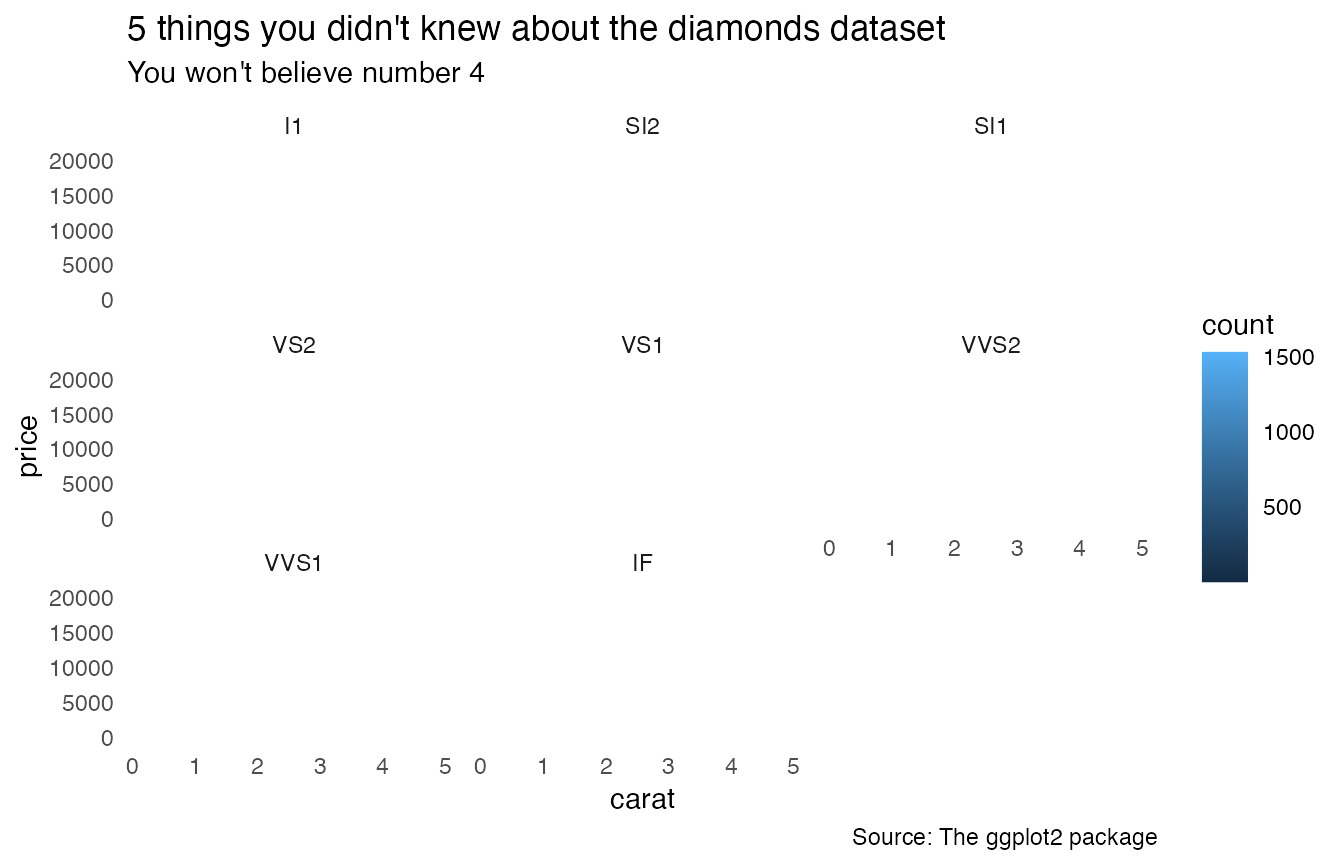 5 things you didn't knew about the diamonds dataset
You won't believe number 4
I1 SI2 SI1
20000
15000
10000
5000
0
VS2 VS1 VVS2
20000
15000
10000
5000
0
0 1 2 3 4 5
VVS1 IF
20000
15000
10000
5000
0
0 1 2 3 4 5 0 1 2 3 4 5
price
carat
count
1500
1000
500
Source: The ggplot2 package